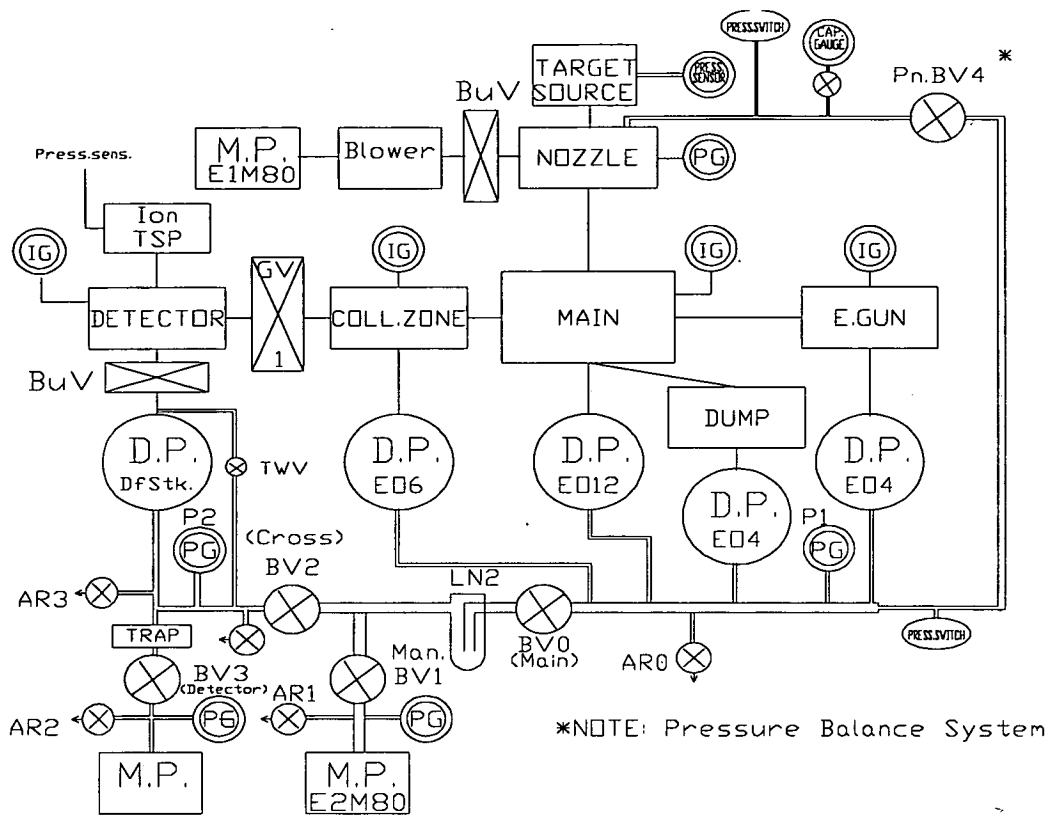 PRESS.SWITCH
CAP.
GAUGE
*
TARGET
SOURCE
PRESS.
SENSOR
Pn.BV4
BuV
M.P.
E1M80
Blower
NOZZLE
PG
Press.sens.
Ion
TSP
IG
IG
IG
IG
GV
1
DETECTOR
COLL.ZONE
MAIN
E.GUN
BuV
DUMP
D.P.
DfStk.
TWV
D.P.
E06
D.P.
E012
D.P.
E04
D.P.
E04
P2
PG
(Cross)
BV2
P1
PG
LN2
AR3
TRAP
BV0
(Main)
AR0
PRESS.SWITCH
BV3
(Detector)
Man.
BV1
AR2
PG
AR1
PG
*NOTE: Pressure Balance System
M.P.
M.P.
E2M80